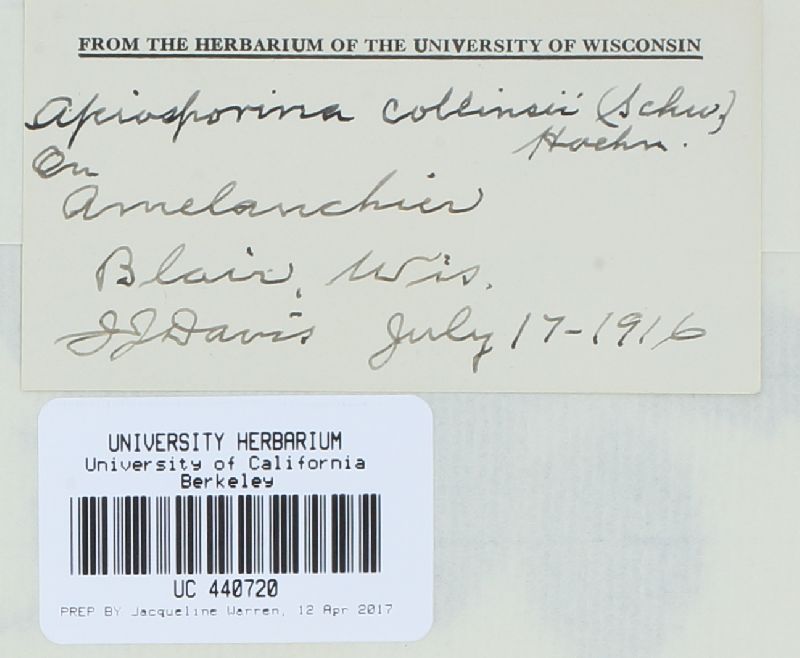 FROM THE HERBARIUM OF THE UNIVERSITY OF WISCONSIN
Apiosporina collinsii (Schw.)
Hoehn.
On
Amelanchier
Blair, Wis.
JJ Davis July 17-1916
UNIVERSITY HERBARIUM
University of California
Berkeley
UC 440720
PREP BY Jacqueline Warren, 12 Apr 2017